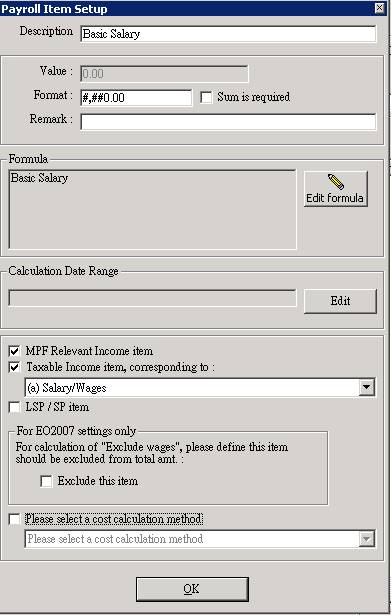 Payroll Item Setup
Description Basic Salary
Value : 0.00
Format : #,##0.00 Sum is required
Remark :
Formula
Basic Salary
Edit formula
Calculation Date Range
Edit
MPF Relevant Income item
Taxable Income item, corresponding to :
(a) Salary/Wages
LSP / SP item
For EO2007 settings only
For calculation of "Exclude wages", please define this item
should be excluded from total amt. :
Exclude this item
Please select a cost calculation method
Please select a cost calculation method
OK